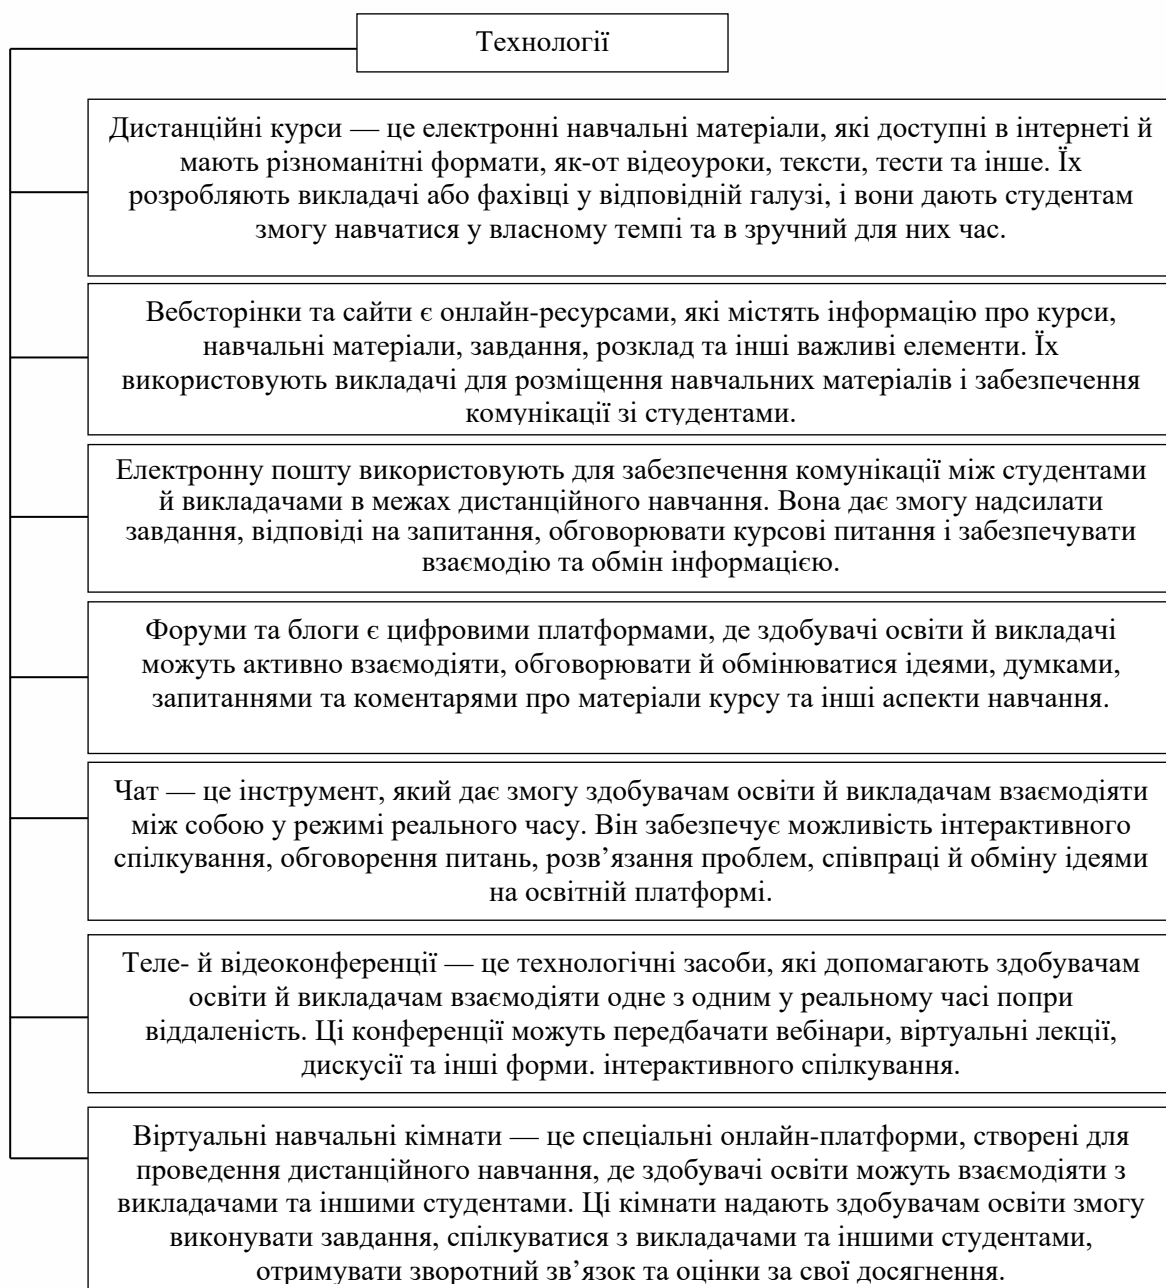 Технології
Дистанційні курси — це електронні навчальні матеріали, які доступні в інтернеті й
мають різноманітні формати, як-от відеоуроки, тексти, тести та інше. Їх
розробляють викладачі або фахівці у відповідній галузі, і вони дають студентам
змогу навчатися у власному темпі та в зручний для них час.
Вебсторінки та сайти є онлайн-ресурсами, які містять інформацію про курси,
навчальні матеріали, завдання, розклад та інші важливі елементи. Їх
використовують викладачі для розміщення навчальних матеріалів і забезпечення
комунікації зі студентами.
Електронну пошту використовують для забезпечення комунікації між студентами
й викладачами в межах дистанційного навчання. Вона дає змогу надсилати
завдання, відповіді на запитання, обговорювати курсові питання і забезпечувати
взаємодію та обмін інформацією.
Форуми та блоги є цифровими платформами, де здобувачі освіти й викладачі
можуть активно взаємодіяти, обговорювати й обмінюватися ідеями, думками,
запитаннями та коментарями про матеріали курсу та інші аспекти навчання.
Чат — це інструмент, який дає змогу здобувачам освіти й викладачам взаємодіяти
між собою у режимі реального часу. Він забезпечує можливість інтерактивного
спілкування, обговорення питань, розв’язання проблем, співпраці й обміну ідеями
на освітній платформі.
Теле- й відеоконференції — це технологічні засоби, які допомагають здобувачам
освіти й викладачам взаємодіяти одне з одним у реальному часі попри
віддаленість. Ці конференції можуть передбачати вебінари, віртуальні лекції,
дискусії та інші форми. інтерактивного спілкування.
Віртуальні навчальні кімнати — це спеціальні онлайн-платформи, створені для
проведення дистанційного навчання, де здобувачі освіти можуть взаємодіяти з
викладачами та іншими студентами. Ці кімнати надають здобувачам освіти змогу
виконувати завдання, спілкуватися з викладачами та іншими студентами,
отримувати зворотний зв’язок та оцінки за свої досягнення.